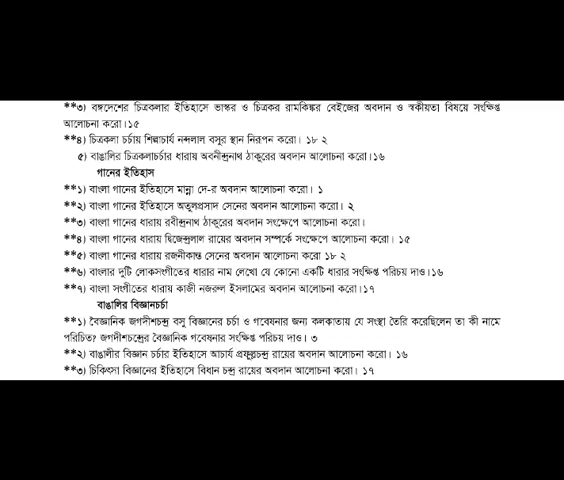 **৩) বঙ্গদেশের চিত্রকলার ইতিহাসে ভাস্কর ও চিত্রকর রামকিঙ্কর বেইজের অবদান ও স্বকীয়তা বিষয়ে সংক্ষিপ্ত
আলোচনা করো।১৫
**৪) চিত্রকলা চর্চায় শিল্পাচার্য নন্দলাল বসুর স্থান নিরূপন করো। ১৮ ২
৫) বাঙালির চিত্রকলাচর্চার ধারায় অবনীন্দ্রনাথ ঠাকুরের অবদান আলোচনা করো।১৬
গানের ইতিহাস
**১) বাংলা গানের ইতিহাসে মান্না দে-র অবদান আলোচনা করো। ১
**২) বাংলা গানের ইতিহাসে অতুলপ্রসাদ সেনের অবদান আলোচনা করো। ২
**৩) বাংলা গানের ধারায় রবীন্দ্রনাথ ঠাকুরের অবদান সংক্ষেপে আলোচনা করো।
**৪) বাংলা গানের ধারায় দ্বিজেন্দ্রলাল রায়ের অবদান সম্পর্কে সংক্ষেপে আলোচনা করো। ১৫
**৫) বাংলা গানের ধারায় রজনীকান্ত সেনের অবদান আলোচনা করো ১৮ ২
**৬) বাংলার দুটি লোকসংগীতের ধারার নাম লেখো যে কোনো একটি ধারার সংক্ষিপ্ত পরিচয় দাও।১৬
**৭) বাংলা সংগীতের ধারায় কাজী নজরুল ইসলামের অবদান আলোচনা করো।১৭
বাঙালির বিজ্ঞানচর্চা
**১) বৈজ্ঞানিক জগদীশচন্দ্র বসু বিজ্ঞানের চর্চা ও গবেষনার জন্য কলকাতায় যে সংস্থা তৈরি করেছিলেন তা কী নামে
পরিচিত? জগদীশচন্দ্রের বৈজ্ঞানিক গবেষনার সংক্ষিপ্ত পরিচয় দাও। ৩
**২) বাঙালীর বিজ্ঞান চর্চার ইতিহাসে আচার্য প্রফুল্লচন্দ্র রায়ের অবদান আলোচনা করো। ১৬
**৩) চিকিৎসা বিজ্ঞানের ইতিহাসে বিধান চন্দ্র রায়ের অবদান আলোচনা করো। ১৭